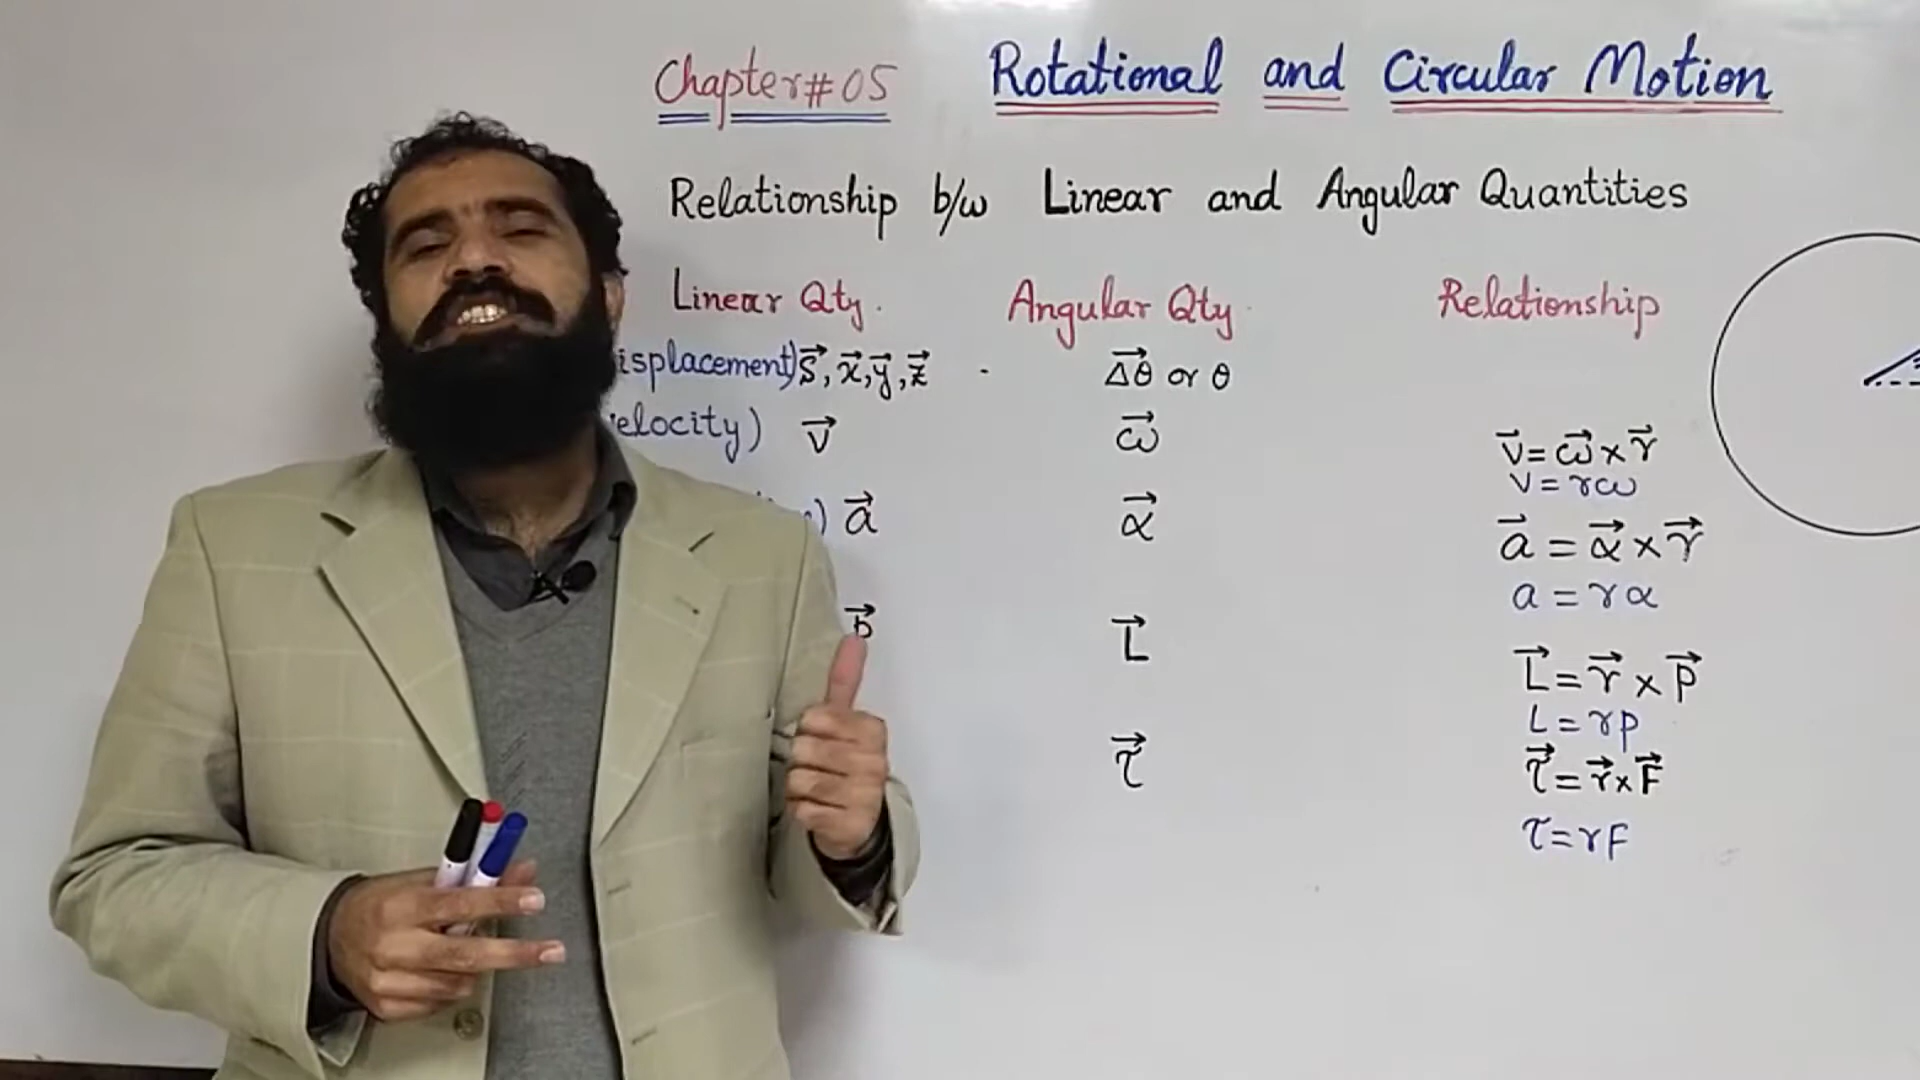 Chapter# 05 Rotational and Circular Motion
Relationship b/w Linear and Angular Quantities
Linear Qty. Angular Qty. Relationship
isplacement) s⃗, x⃗, y⃗, z⃗ Δθ⃗ or θ
elocity) v⃗ ω⃗
v⃗ = ω⃗ × r⃗
v = rω
) a⃗ α⃗
a⃗ = α⃗ × r⃗
a = rα
p⃗ L⃗
L⃗ = r⃗ × p⃗
L = rp
τ⃗
τ⃗ = r⃗ × F⃗
τ = rF